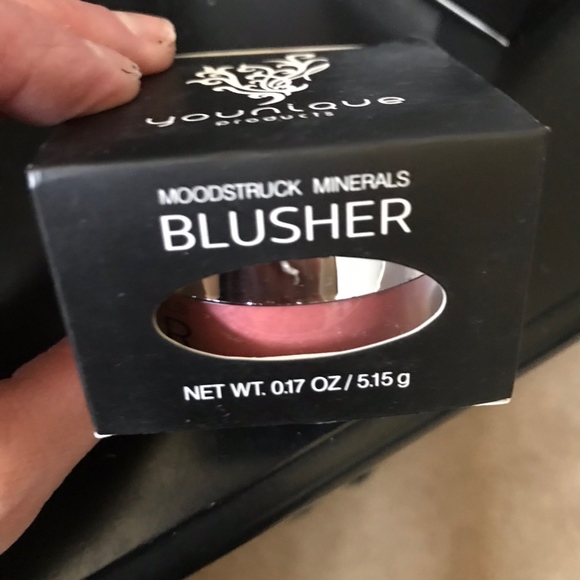 younique
products
MOODSTRUCK MINERALS
BLUSHER
NET WT. 0.17 OZ / 5.15 g